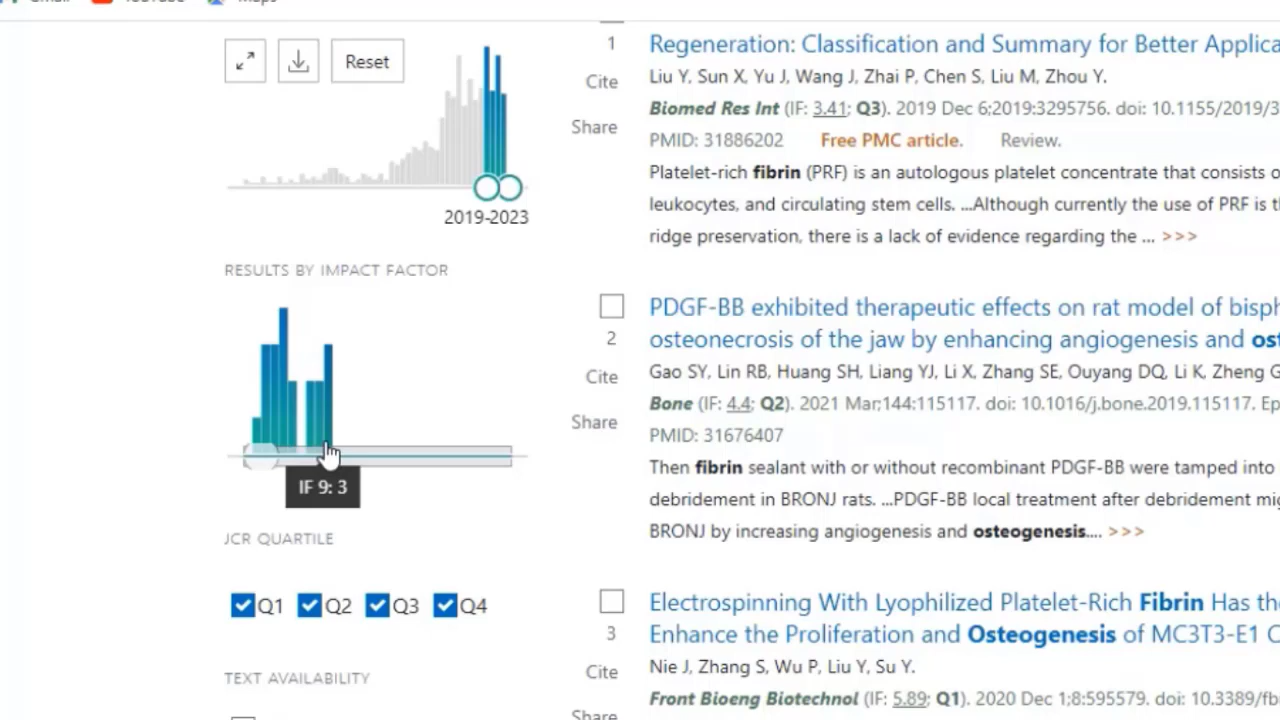 Gmail
YouTube
Maps
Reset
2019-2023
RESULTS BY IMPACT FACTOR
IF 9: 3
JCR QUARTILE
Q1 Q2 Q3 Q4
TEXT AVAILABILITY
1
Cite
Share
Regeneration: Classification and Summary for Better
Liu Y, Sun X, Yu J, Wang J, Zhai P, Chen S, Liu M, Zhou Y.
Biomed Res Int (IF: 3.41; Q3). 2019 Dec 6;2019:3295756. doi: 10.1155/2019/3
PMID: 31886202 Free PMC article. Review.
Platelet-rich fibrin (PRF) is an autologous platelet concentrate that consists
leukocytes, and circulating stem cells. ...Although currently the use of PRF is
ridge preservation, there is a lack of evidence regarding the ... >>>
2
Cite
Share
PDGF-BB exhibited therapeutic effects on rat model of
osteonecrosis of the jaw by enhancing angiogenesis and
Gao SY, Lin RB, Huang SH, Liang YJ, Li X, Zhang SE, Ouyang DQ, Li K, Zheng
Bone (IF: 4.4; Q2). 2021 Mar;144:115117. doi: 10.1016/j.bone.2019.115117.
PMID: 31676407
Then fibrin sealant with or without recombinant PDGF-BB were tamped into
debridement in BRONJ rats. ...PDGF-BB local treatment after debridement
BRONJ by increasing angiogenesis and osteogenesis.... >>>
3
Cite
Share
Electrospinning With Lyophilized Platelet-Rich Fibrin Has
Enhance the Proliferation and Osteogenesis of MC3T3-E1
Nie J, Zhang S, Wu P, Liu Y, Su Y.
Front Bioeng Biotechnol (IF: 5.89; Q1). 2020 Dec 1;8:595579. doi: 10.3389/fb